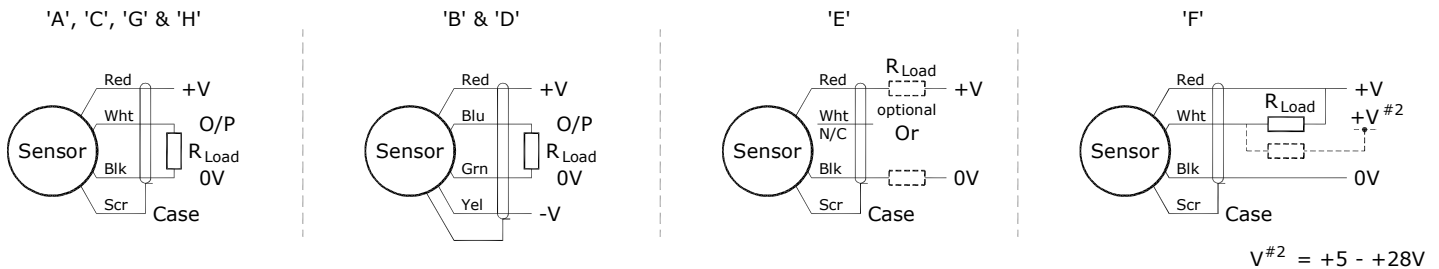 'A', 'C', 'G' & 'H'
Red
+V
Wht
O/P
Sensor
R Load
Blk
0V
Scr
Case
'B' & 'D'
Red
+V
Blu
O/P
Sensor
R Load
Grn
0V
Yel
-V
'E'
R Load
Red
+V
optional
Wht
N/C
Or
Sensor
Blk
0V
Scr
Case
'F'
Red
+V
R Load
Wht
+V #2
Sensor
Blk
0V
Scr
Case
V #2 = +5 - +28V